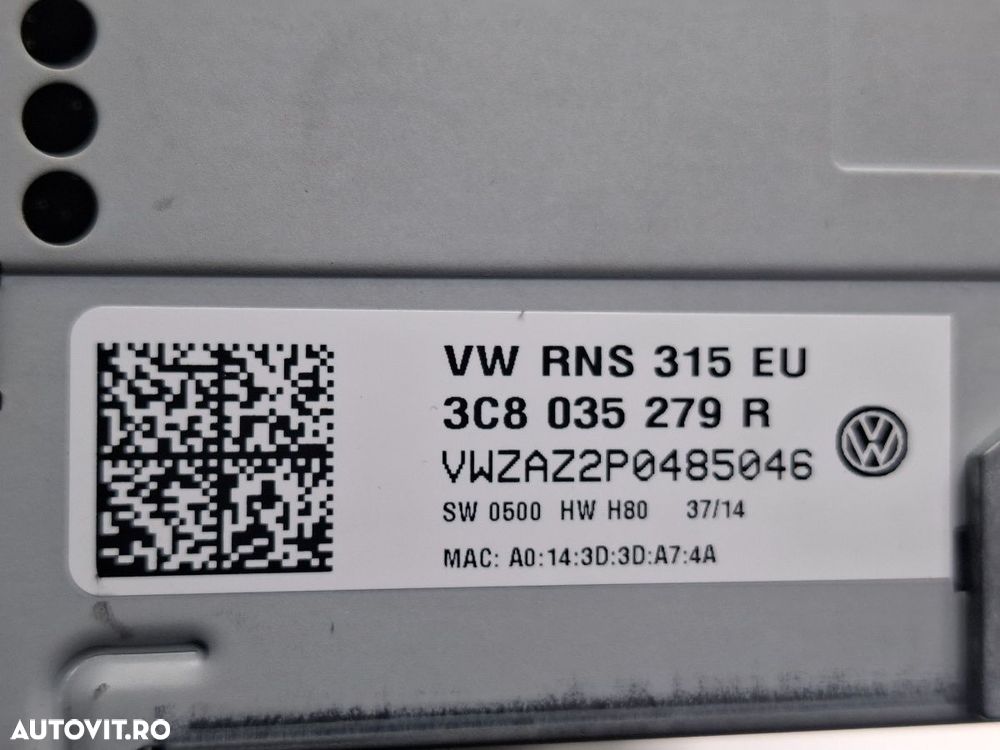 VW RNS 315 EU
3C8 035 279 R
VWZAZ2P0485046
SW 0500 HW H80 37/14
MAC: A0:14:3D:3D:A7:4A
AUTOVIT.RO